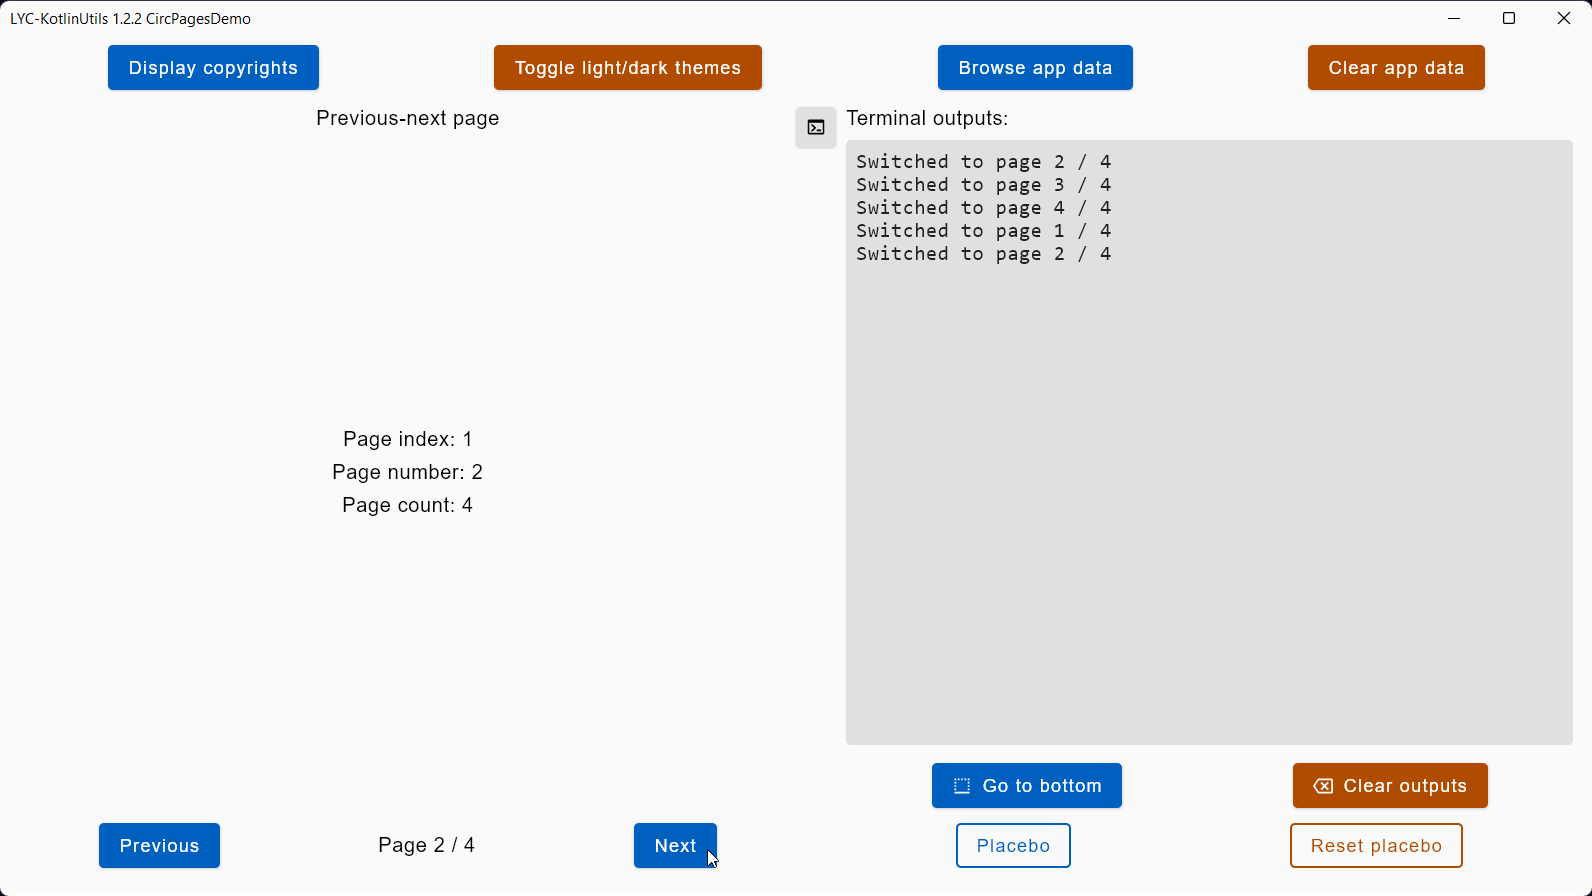 LYC-KotlinUtils 1.2.2 CircPagesDemo
Display copyrights
Toggle light/dark themes
Browse app data
Clear app data
Previous-next page
Terminal outputs:
Switched to page 2 / 4
Switched to page 3 / 4
Switched to page 4 / 4
Switched to page 1 / 4
Switched to page 2 / 4
Page index: 1
Page number: 2
Page count: 4
Go to bottom
Clear outputs
Previous
Page 2 / 4
Next
Placebo
Reset placebo